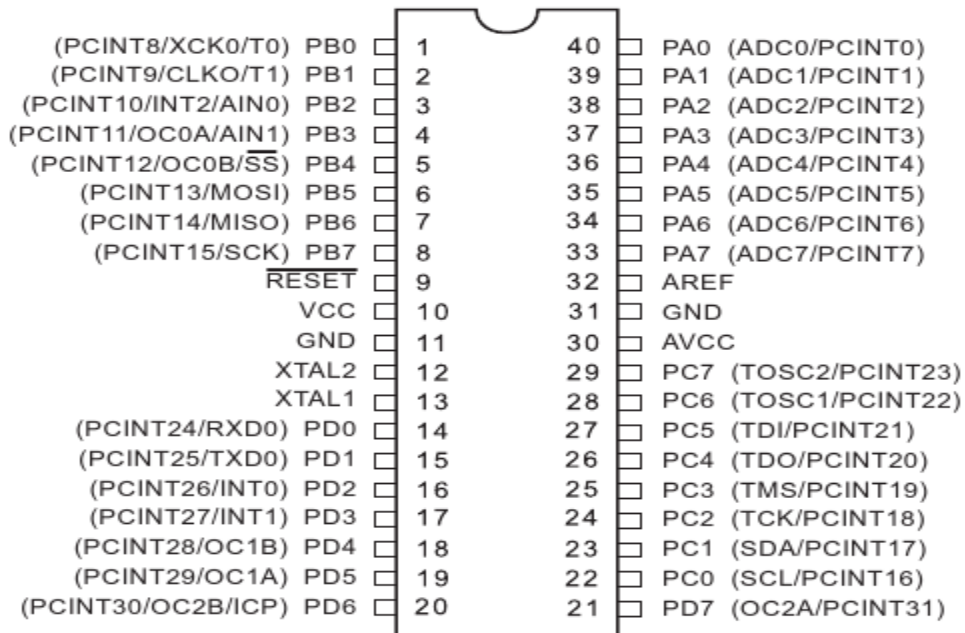 (PCINT8/XCK0/T0) PB0 1 40 PA0 (ADC0/PCINT0)
(PCINT9/CLKO/T1) PB1 2 39 PA1 (ADC1/PCINT1)
(PCINT10/INT2/AIN0) PB2 3 38 PA2 (ADC2/PCINT2)
(PCINT11/OC0A/AIN1) PB3 4 37 PA3 (ADC3/PCINT3)
(PCINT12/OC0B/S̅S̅) PB4 5 36 PA4 (ADC4/PCINT4)
(PCINT13/MOSI) PB5 6 35 PA5 (ADC5/PCINT5)
(PCINT14/MISO) PB6 7 34 PA6 (ADC6/PCINT6)
(PCINT15/SCK) PB7 8 33 PA7 (ADC7/PCINT7)
R̅E̅S̅E̅T̅ 9 32 AREF
VCC 10 31 GND
GND 11 30 AVCC
XTAL2 12 29 PC7 (TOSC2/PCINT23)
XTAL1 13 28 PC6 (TOSC1/PCINT22)
(PCINT24/RXD0) PD0 14 27 PC5 (TDI/PCINT21)
(PCINT25/TXD0) PD1 15 26 PC4 (TDO/PCINT20)
(PCINT26/INT0) PD2 16 25 PC3 (TMS/PCINT19)
(PCINT27/INT1) PD3 17 24 PC2 (TCK/PCINT18)
(PCINT28/OC1B) PD4 18 23 PC1 (SDA/PCINT17)
(PCINT29/OC1A) PD5 19 22 PC0 (SCL/PCINT16)
(PCINT30/OC2B/ICP) PD6 20 21 PD7 (OC2A/PCINT31)